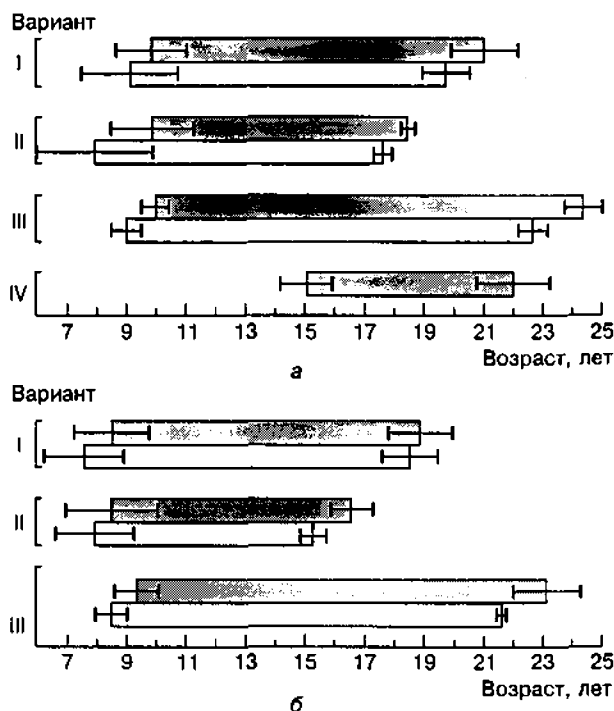 Вариант
I
II
III
IV
7 9 11 13 15 17 19 21 23 25
Возраст, лет
а
Вариант
I
II
III
7 9 11 13 15 17 19 21 23 25
Возраст, лет
б